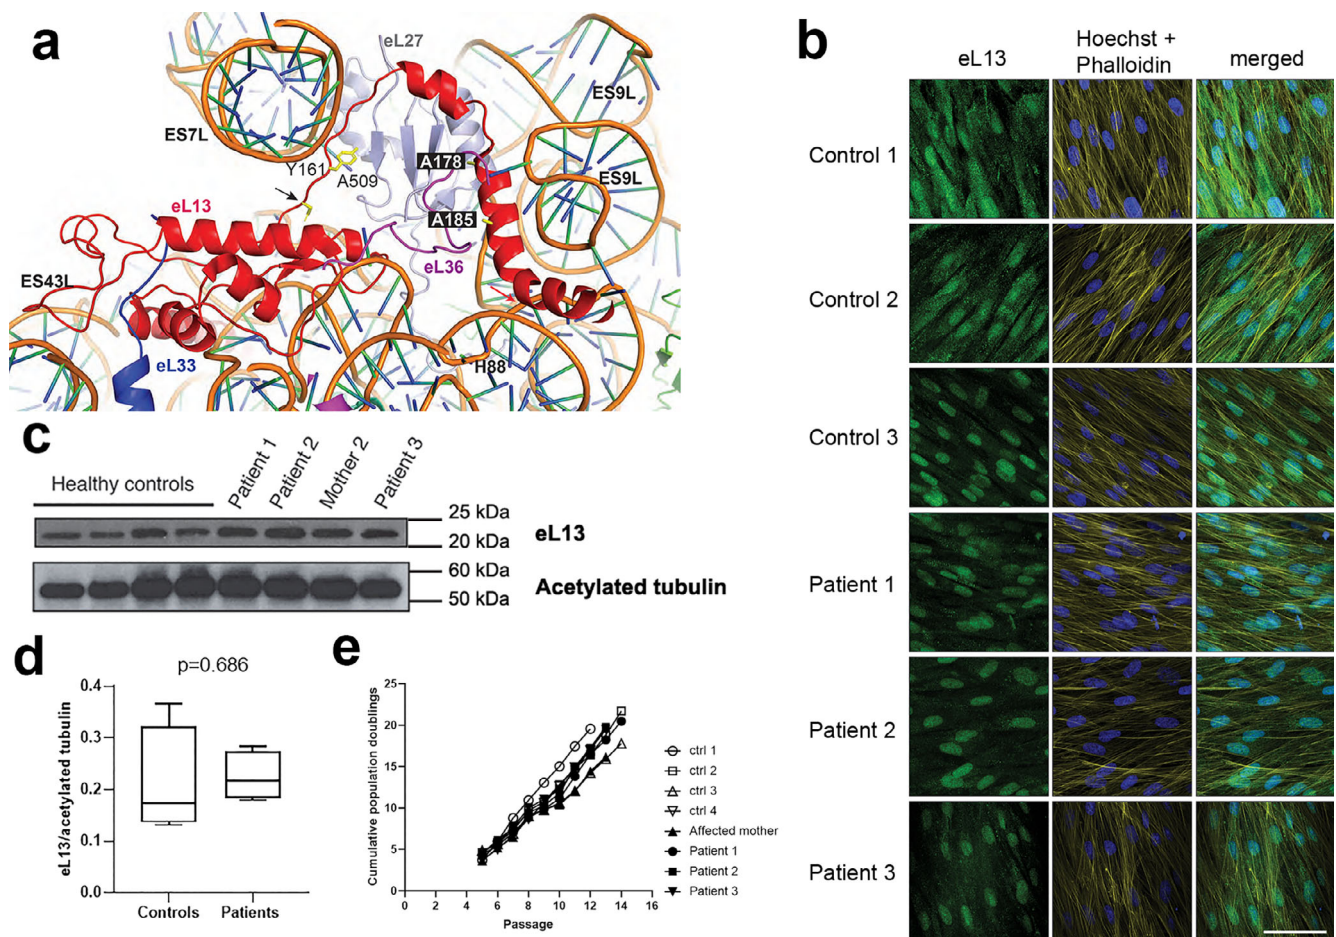 a
eL27
ES9L
ES7L
Y161
A509
A178
ES9L
A185
eL13
eL36
ES43L
eL33
H88
b
eL13
Hoechst +
Phalloidin
merged
Control 1
Control 2
Control 3
Patient 1
Patient 2
Patient 3
c
Healthy controls
Patient 1
Patient 2
Mother 2
Patient 3
25 kDa
20 kDa
eL13
60 kDa
50 kDa
Acetylated tubulin
d
p=0.686
eL13/acetylated tubulin
0.4
0.3
0.2
0.1
0.0
Controls
Patients
e
Cumulative population doublings
25
20
15
10
5
0
0 2 4 6 8 10 12 14 16
Passage
ctrl 1
ctrl 2
ctrl 3
ctrl 4
Affected mother
Patient 1
Patient 2
Patient 3